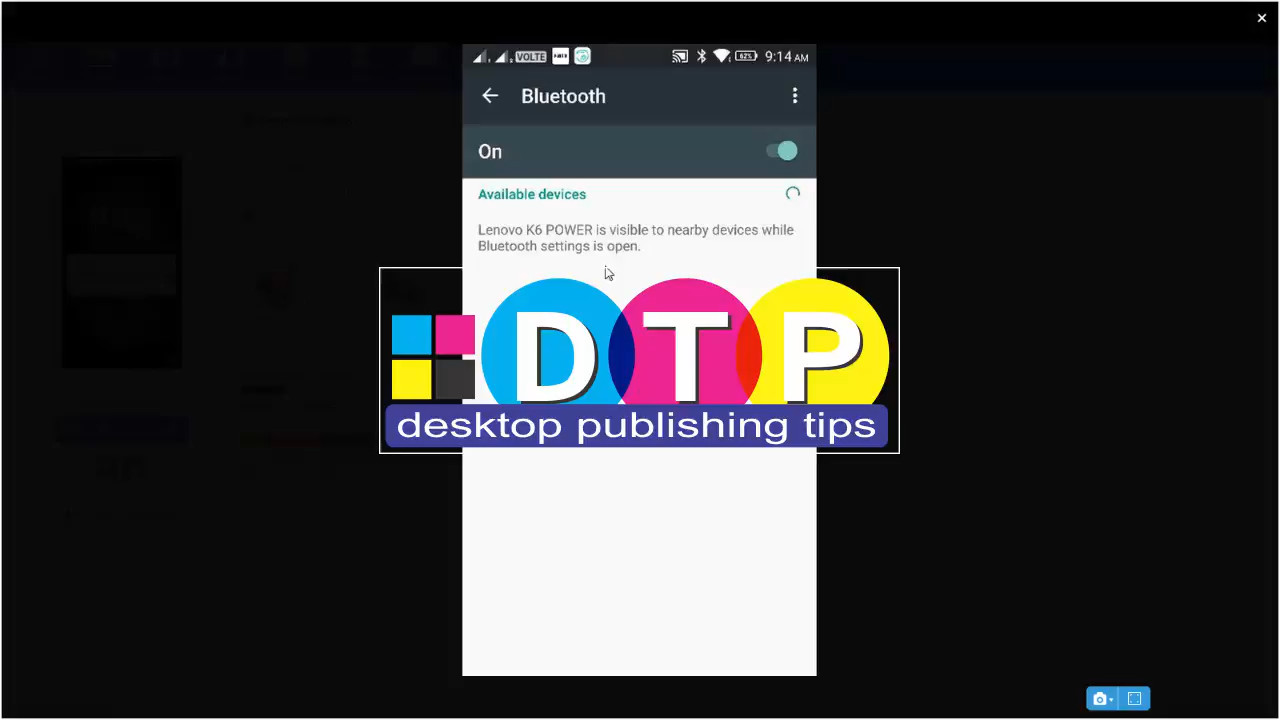 VOLTE
62%
9:14 AM
Bluetooth
On
Available devices
Lenovo K6 POWER is visible to nearby devices while
Bluetooth settings is open.
DTP
desktop publishing tips